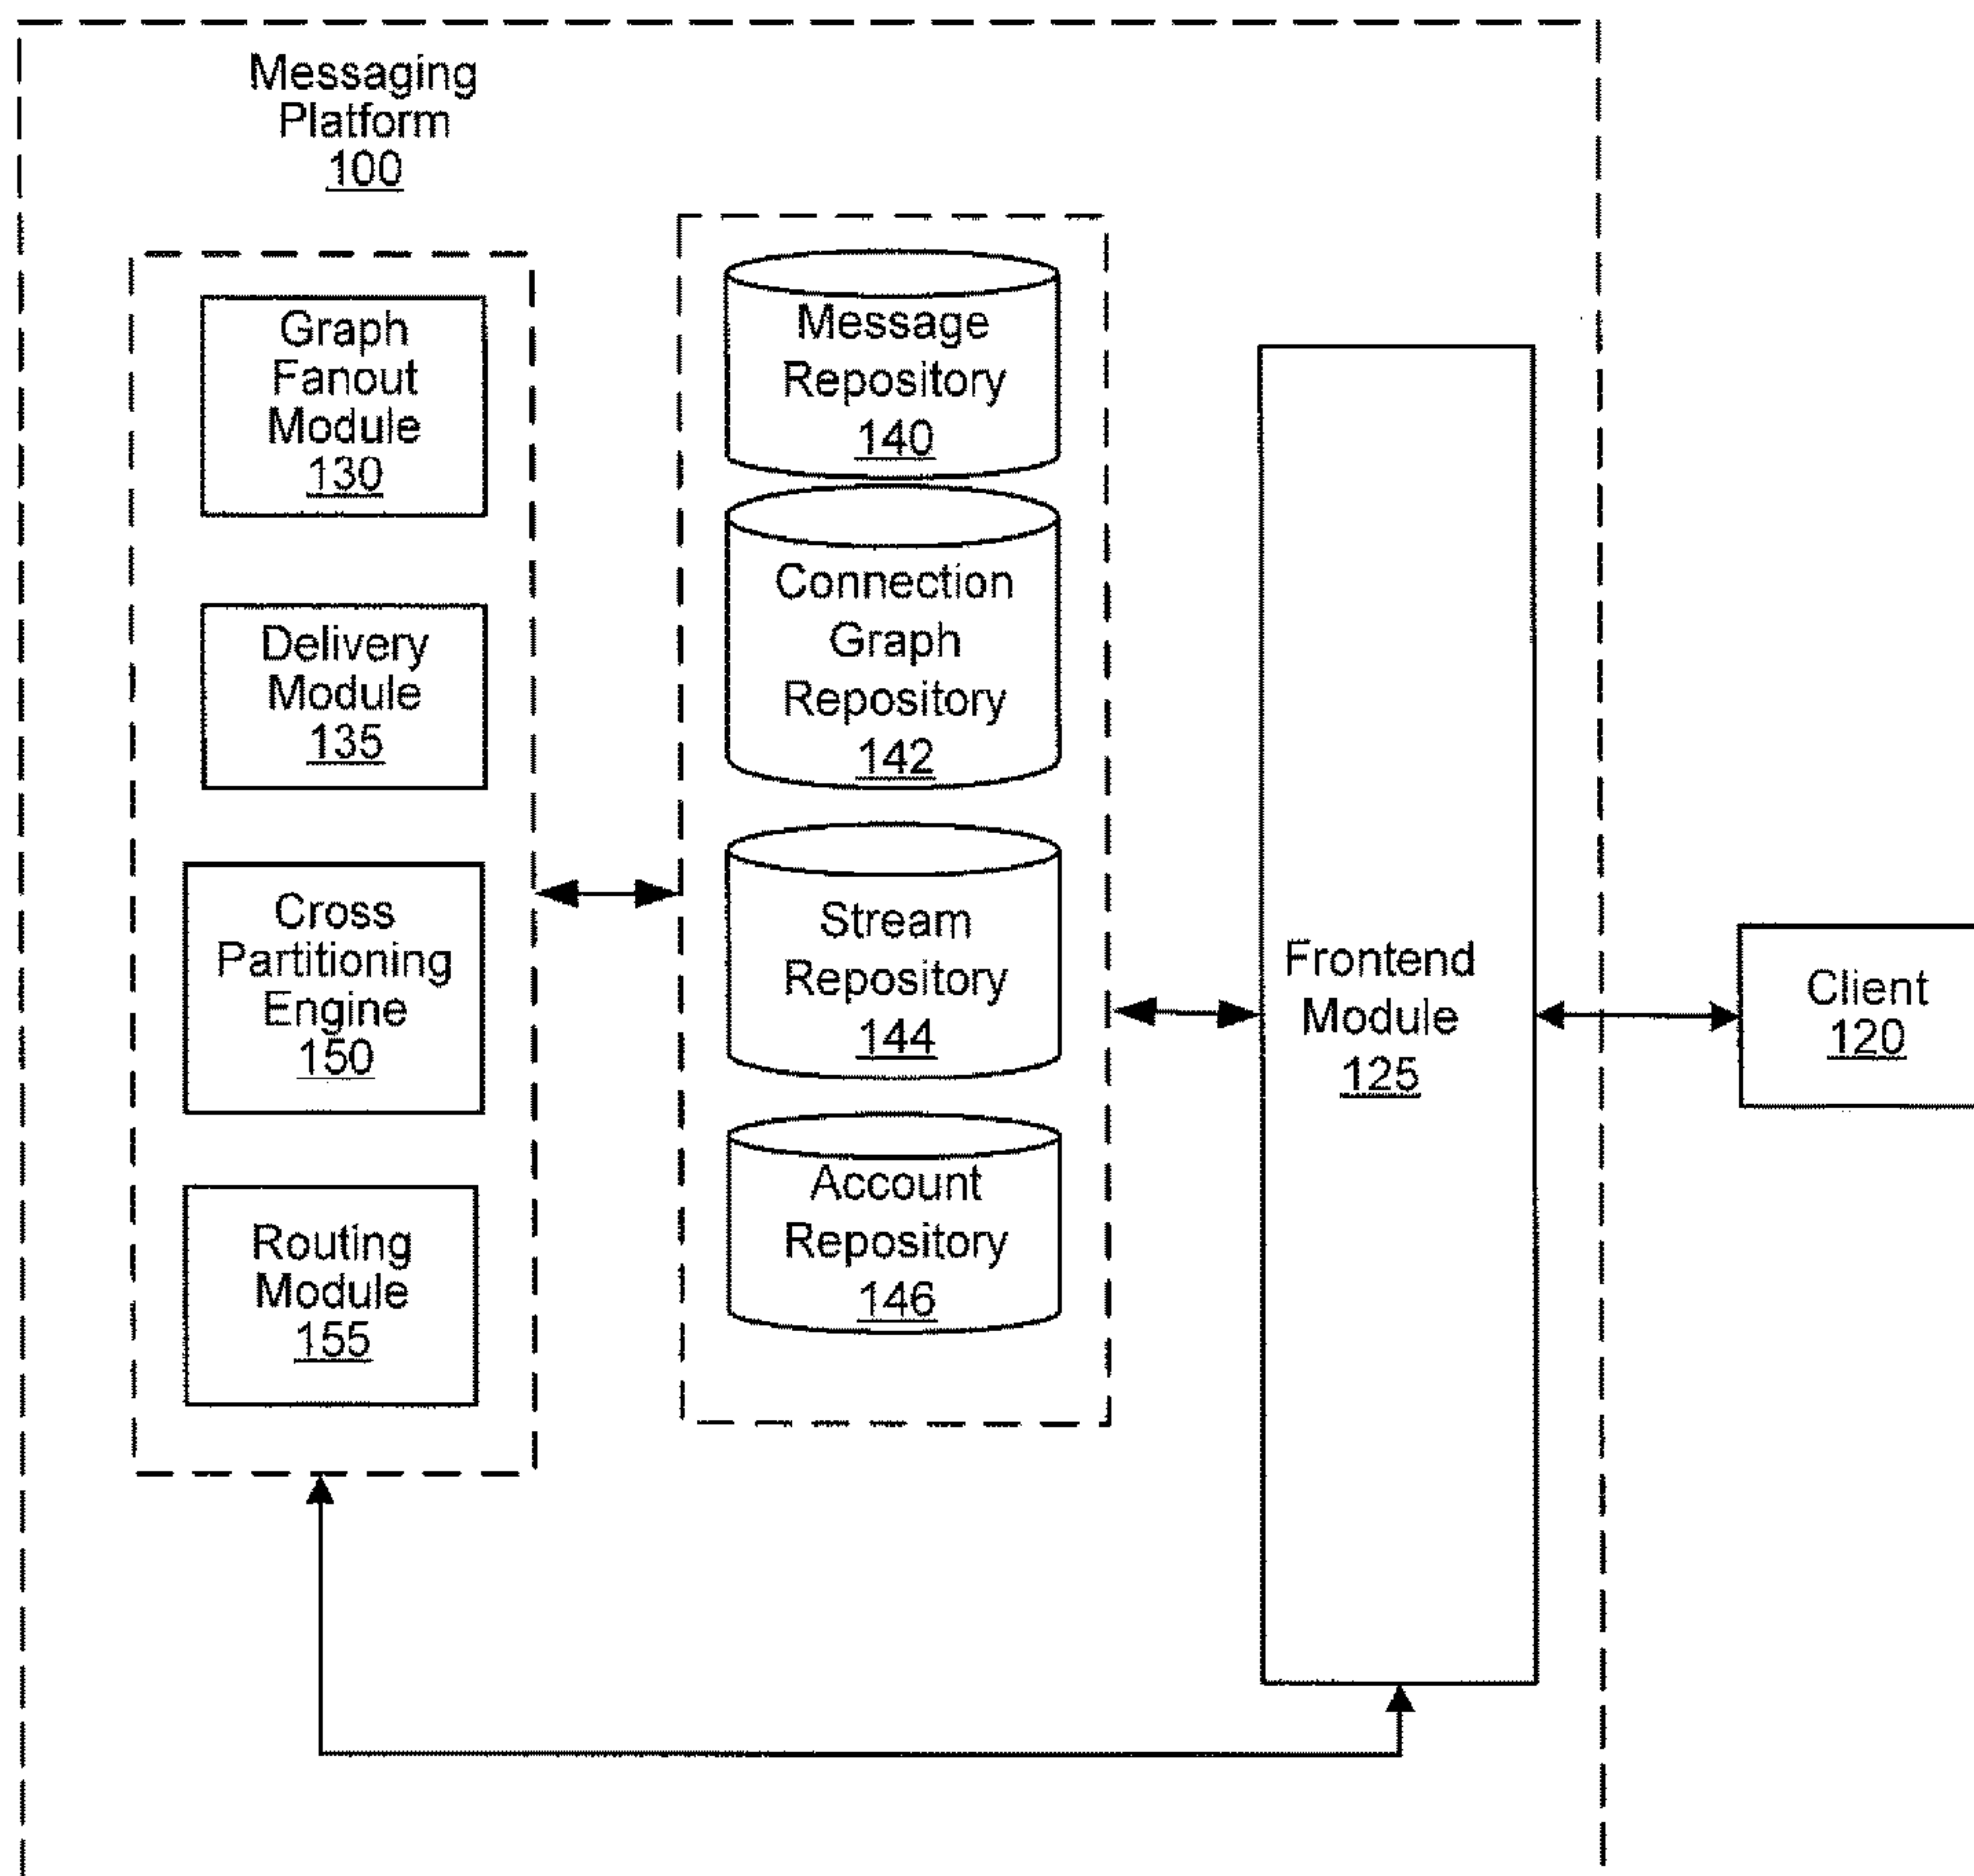 Messaging
Platform
100
Graph
Fanout
Module
130
Delivery
Module
135
Cross
Partitioning
Engine
150
Routing
Module
155
Message
Repository
140
Connection
Graph
Repository
142
Stream
Repository
144
Account
Repository
146
Frontend
Module
125
Client
120